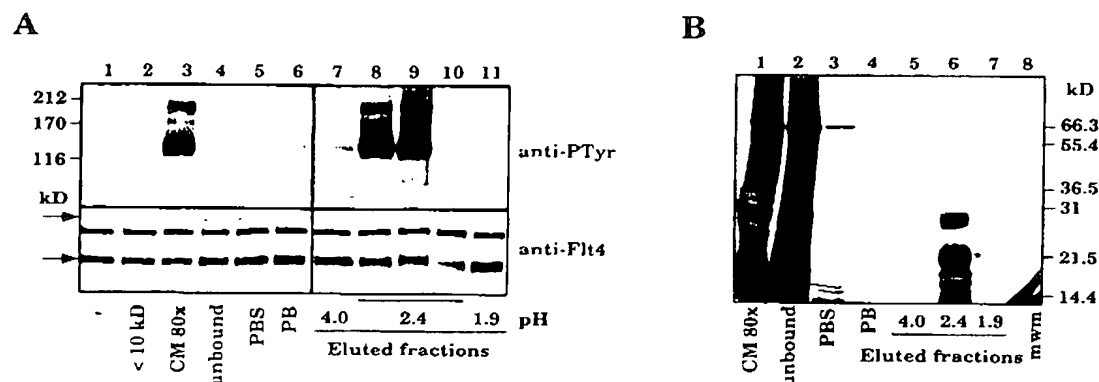 A
1 2 3 4 5 6 7 8 9 10 11
212
170
116
kD
anti-PTyr
anti-Flt4
-
< 10 kD
CM 80x
unbound
PBS
PB
4.0 2.4 1.9 pH
Eluted fractions
B
1 2 3 4 5 6 7 8
kD
66.3
55.4
36.5
31
21.5
14.4
CM 80x
unbound
PBS
PB
4.0 2.4 1.9
Eluted fractions
mwm